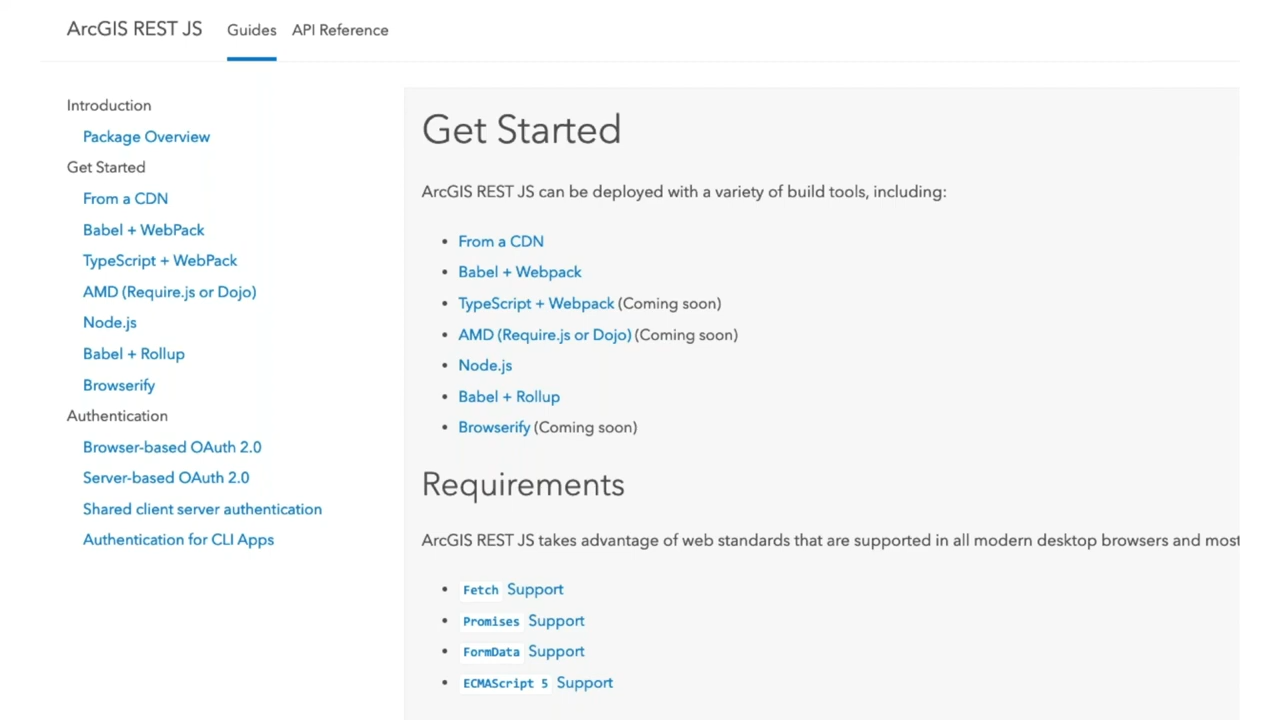 ArcGIS REST JS Guides API Reference
Introduction
Package Overview
Get Started
From a CDN
Babel + WebPack
TypeScript + WebPack
AMD (Require.js or Dojo)
Node.js
Babel + Rollup
Browserify
Authentication
Browser-based OAuth 2.0
Server-based OAuth 2.0
Shared client server authentication
Authentication for CLI Apps
Get Started
ArcGIS REST JS can be deployed with a variety of build tools, including:
• From a CDN
• Babel + Webpack
• TypeScript + Webpack (Coming soon)
• AMD (Require.js or Dojo) (Coming soon)
• Node.js
• Babel + Rollup
• Browserify (Coming soon)
Requirements
ArcGIS REST JS takes advantage of web standards that are supported in all modern desktop browsers and most
• Fetch Support
• Promises Support
• FormData Support
• ECMAScript 5 Support